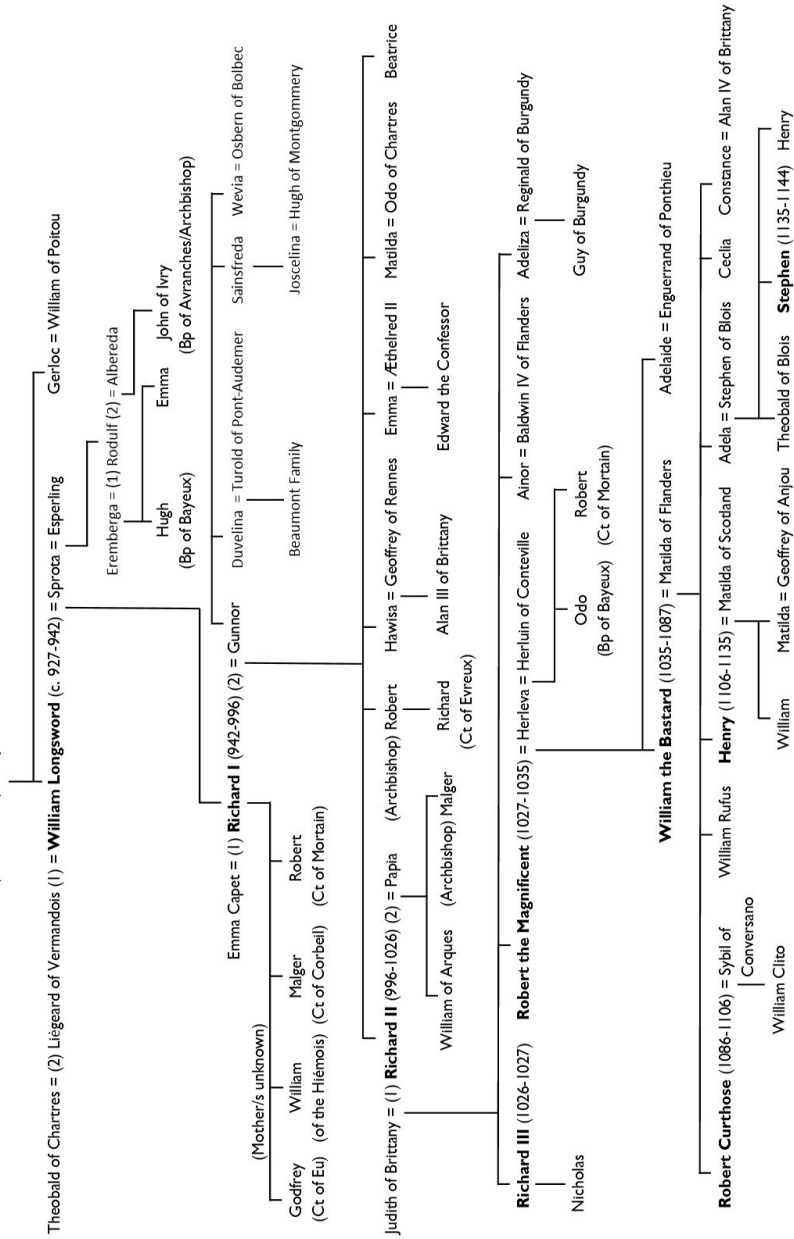 Gerloc = William of Poitou
Theobald of Chartres = (2) Liégeard of Vermandois (1) = William Longsword (c. 927-942) = Sprota = Esperling
Eremberga = (1) Rodulf (2) = Albereda
Hugh
(Bp of Bayeux)
Emma
John of Ivry
(Bp of Avranches/Archbishop)
Emma Capet = (1) Richard I (942-996) (2) = Gunnor
Duvelina = Turold of Pont-Audemer
Sainsfreda
Wevia = Osbern of Bolbec
Beaumont Family
Joscelina = Hugh of Montgommery
(Mother/s unknown)
Godfrey
(Ct of Eu)
William
(of the Hiémois)
Malger
(Ct of Corbeil)
Robert
(Ct of Mortain)
Judith of Brittany = (1) Richard II (996-1026) (2) = Papia
(Archbishop) Robert
Hawisa = Geoffrey of Rennes
Emma = Æthelred II
Matilda = Odo of Chartres
Beatrice
William of Arques
(Archbishop) Malger
Richard
(Ct of Evreux)
Alan III of Brittany
Edward the Confessor
Richard III (1026-1027)
Robert the Magnificent (1027-1035) = Herleva = Herluin of Conteville
Ainor = Baldwin IV of Flanders
Adeliza = Reginald of Burgundy
Nicholas
Odo
(Bp of Bayeux)
Robert
(Ct of Mortain)
Guy of Burgundy
William the Bastard (1035-1087) = Matilda of Flanders
Adelaide = Enguerrand of Ponthieu
Robert Curthose (1086-1106) = Sybil of
Conversano
William Rufus
Henry (1106-1135) = Matilda of Scotland
Adela = Stephen of Blois
Ceclia
Constance = Alan IV of Brittany
William Clito
William
Matilda = Geoffrey of Anjou
Theobald of Blois
Stephen (1135-1144)
Henry